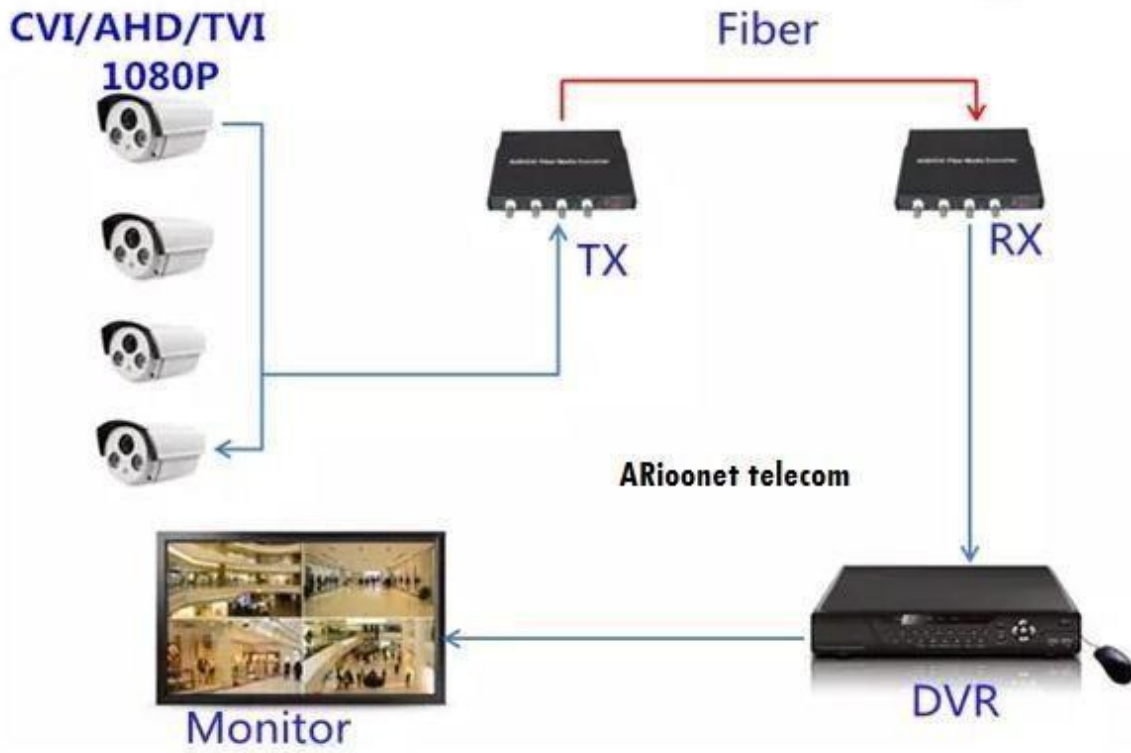 CVI/AHD/TVI
1080P
Fiber
TX
RX
ARioonet telecom
Monitor
DVR